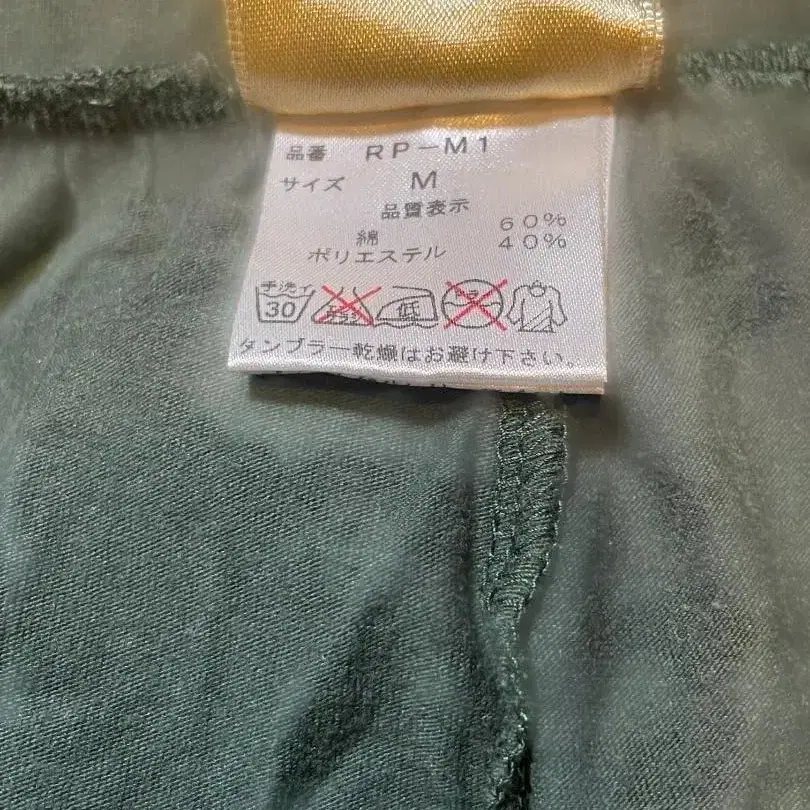 品番 RP-M1
サイズ M
品質表示
綿 60%
ポリエステル 40%
手洗イ 30 低
タンブラー乾燥はお避け下さい。